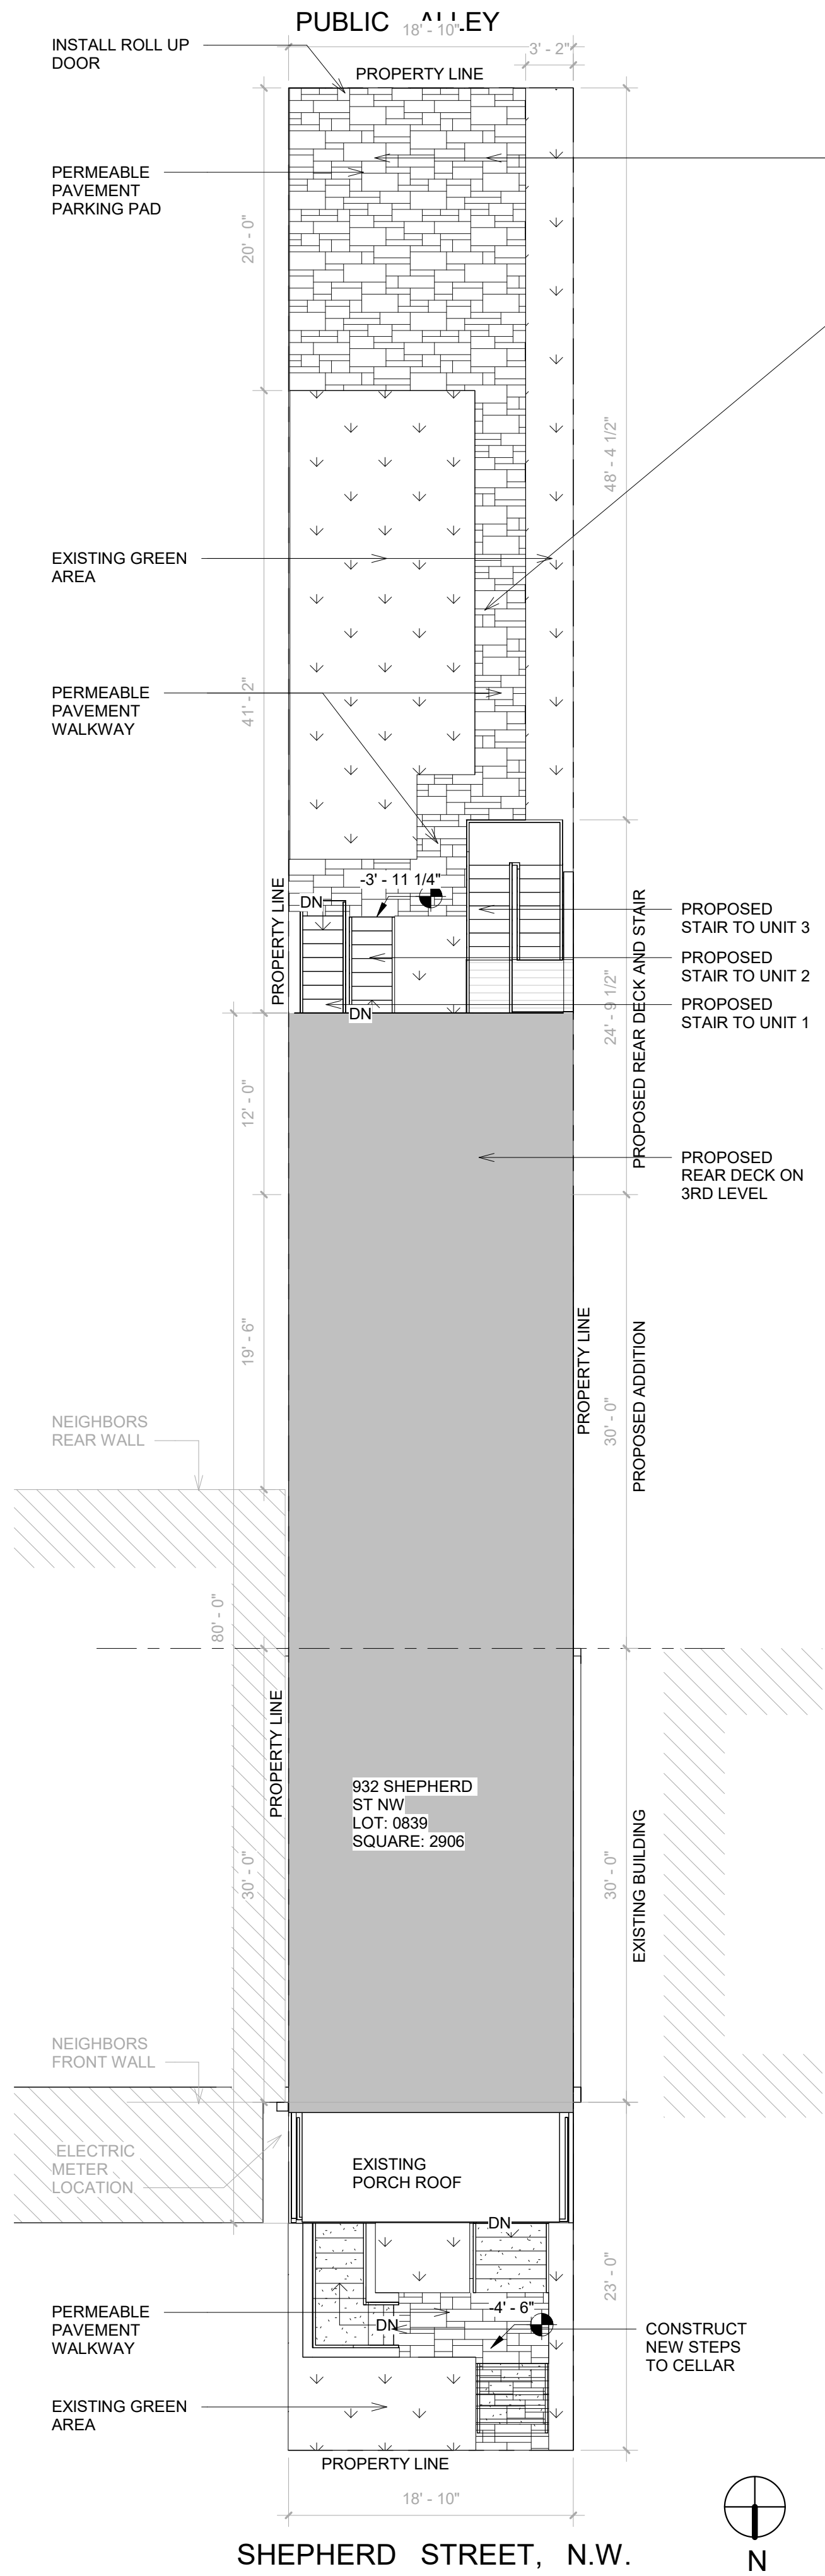 PUBLIC ALLEY
18' - 10"
INSTALL ROLL UP
DOOR
3' - 2"
PROPERTY LINE
PERMEABLE
PAVEMENT
PARKING PAD
20' - 0"
48' - 4 1/2"
EXISTING GREEN
AREA
PERMEABLE
PAVEMENT
WALKWAY
41' - 2"
-3' - 11 1/4"
DN
PROPERTY LINE
PROPOSED
STAIR TO UNIT 3
PROPOSED
STAIR TO UNIT 2
PROPOSED
STAIR TO UNIT 1
DN
24' - 9 1/2"
PROPOSED REAR DECK AND STAIR
12' - 0"
PROPOSED
REAR DECK ON
3RD LEVEL
19' - 6"
PROPERTY LINE
30' - 0"
PROPOSED ADDITION
NEIGHBORS
REAR WALL
80' - 0"
PROPERTY LINE
932 SHEPHERD
ST NW
LOT: 0839
SQUARE: 2906
30' - 0"
30' - 0"
EXISTING BUILDING
NEIGHBORS
FRONT WALL
ELECTRIC
METER
LOCATION
EXISTING
PORCH ROOF
DN
23' - 0"
PERMEABLE
PAVEMENT
WALKWAY
-4' - 6"
DN
CONSTRUCT
NEW STEPS
TO CELLAR
EXISTING GREEN
AREA
PROPERTY LINE
18' - 10"
SHEPHERD STREET, N.W.
N